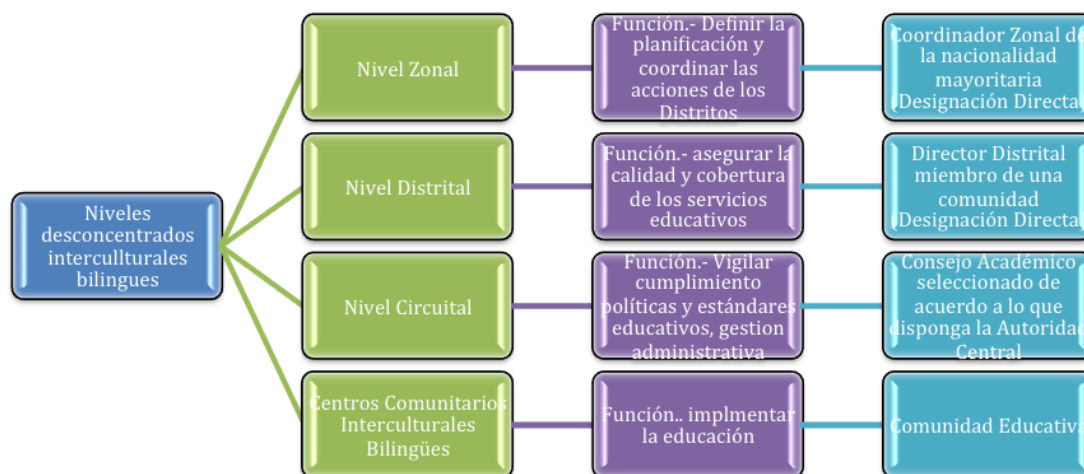 Niveles
desconcentrados
intercullturales
bilingues
Nivel Zonal
Función.- Definir la
planificación y
coordinar las
acciones de los
Distritos
Coordinador Zonal de
la nacionalidad
mayoritaria
(Designación Directa)
Nivel Distrital
Función.- asegurar la
calidad y cobertura
de los servicios
educativos
Director Distrital
miembro de una
comunidad
(Designación Directa)
Nivel Circuital
Función.- Vigilar
cumplimiento
políticas y estándares
educativos, gestion
administrativa
Consejo Académico
seleccionado de
acuerdo a lo que
disponga la Autoridad
Central
Centros Comunitarios
Interculturales
Bilingües
Función.. implmentar
la educación
Comunidad Educativa